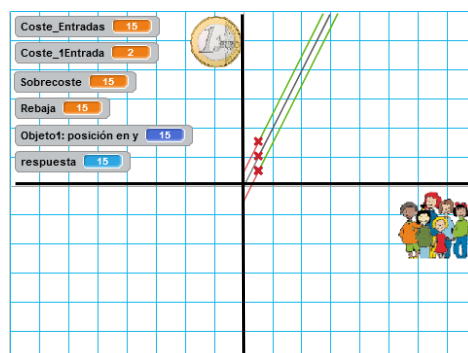 Coste_Entradas 15
Coste_1Entrada 2
Sobrecoste 15
Rebaja 15
Objeto1: posición en y 15
respuesta 15